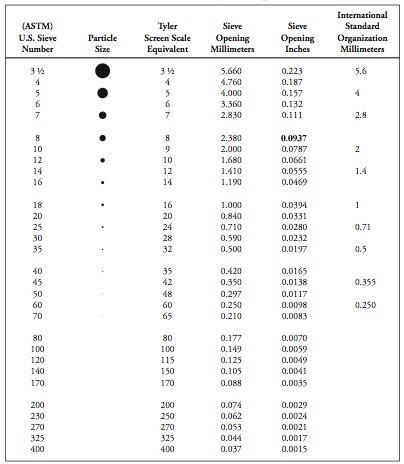 (ASTM) U.S. Sieve Number | Particle Size | Tyler Screen Scale Equivalent | Sieve Opening Millimeters | Sieve Opening Inches | International Standard Organization Millimeters
3 ½ 3 ½ 5.660 0.223 5.6
4 4 4.760 0.187
5 5 4.000 0.157 4
6 6 3.360 0.132
7 7 2.830 0.111 2.8
8 8 2.380 0.0937
10 9 2.000 0.0787 2
12 10 1.680 0.0661
14 12 1.410 0.0555 1.4
16 14 1.190 0.0469
18 16 1.000 0.0394 1
20 20 0.840 0.0331
25 24 0.710 0.0280 0.71
30 28 0.590 0.0232
35 32 0.500 0.0197 0.5
40 35 0.420 0.0165
45 42 0.350 0.0138 0.355
50 48 0.297 0.0117
60 60 0.250 0.0098 0.250
70 65 0.210 0.0083
80 80 0.177 0.0070
100 100 0.149 0.0059
120 115 0.125 0.0049
140 150 0.105 0.0041
170 170 0.088 0.0035
200 200 0.074 0.0029
230 250 0.062 0.0024
270 270 0.053 0.0021
325 325 0.044 0.0017
400 400 0.037 0.0015